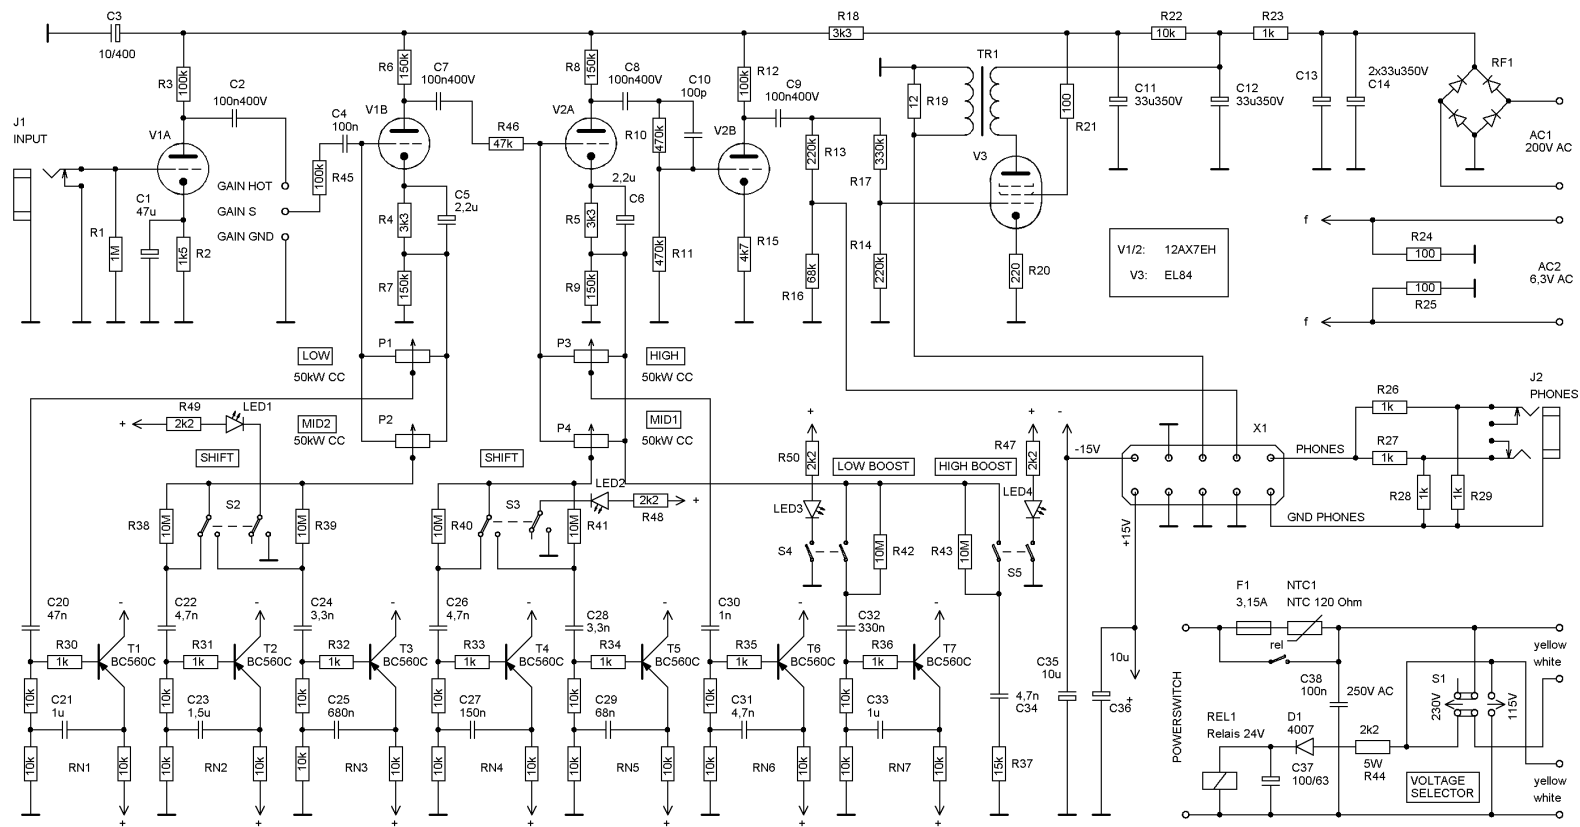 C3
10/400
R18
3k3
R22
10k
R23
1k
R3
100k
C2
100n400V
R6
150k
C7
100n400V
R8
150k
C8
100n400V
C10
100p
R12
100k
C9
100n400V
TR1
R19
12
100
R21
C11
33u350V
C12
33u350V
C13
2x33u350V
C14
RF1
AC1
200V AC
J1
INPUT
V1A
C4
100n
V1B
R46
47k
V2A
R10
470k
V2B
R13
220k
330k
R17
V3
R45
100k
GAIN HOT
GAIN S
GAIN GND
C1
47u
R1
1M
R2
1k5
R4
3k3
C5
2,2u
R5
3k3
2,2u
C6
R7
150k
R9
150k
470k
R11
R15
4k7
68k
R16
R14
220k
220
R20
V1/2: 12AX7EH
V3: EL84
f
R24
100
100
R25
f
AC2
6,3V AC
LOW
50kW CC
P1
P3
HIGH
50kW CC
R49
2k2
+
LED1
MID2
50kW CC
P2
P4
MID1
50kW CC
SHIFT
SHIFT
+
R50
2k2
LOW BOOST
HIGH BOOST
+
R47
2k2
-
-15V
X1
PHONES
GND PHONES
R26
1k
R27
1k
R28
1k
1k
R29
J2
PHONES
R38
10M
S2
10M
R39
R40
10M
S3
LED2
10M
R41
2k2
R48
+
LED3
LED4
S4
10M
R42
R43
10M
S5
+15V
C20
47n
C22
4,7n
C24
3,3n
C26
4,7n
C28
3,3n
C30
1n
C32
330n
-
-
-
-
-
-
-
R30
1k
T1
BC560C
R31
1k
T2
BC560C
R32
1k
T3
BC560C
R33
1k
T4
BC560C
R34
1k
T5
BC560C
R35
1k
T6
BC560C
R36
1k
T7
BC560C
10k
C21
1u
10k
C23
1,5u
10k
C25
680n
10k
C27
150n
10k
C29
68n
10k
C31
4,7n
10k
C33
1u
4,7n
C34
C35
10u
10u
+
C36
10k
RN1
10k
10k
RN2
10k
10k
RN3
10k
10k
RN4
10k
10k
RN5
10k
10k
RN6
10k
10k
RN7
10k
15k
R37
+
+
+
+
+
+
+
F1
3,15A
NTC1
NTC 120 Ohm
rel
yellow
white
POWERSWITCH
C38
100n
250V AC
S1
230V
115V
REL1
Relais 24V
D1
4007
2k2
5W
R44
C37
100/63
VOLTAGE
SELECTOR
yellow
white